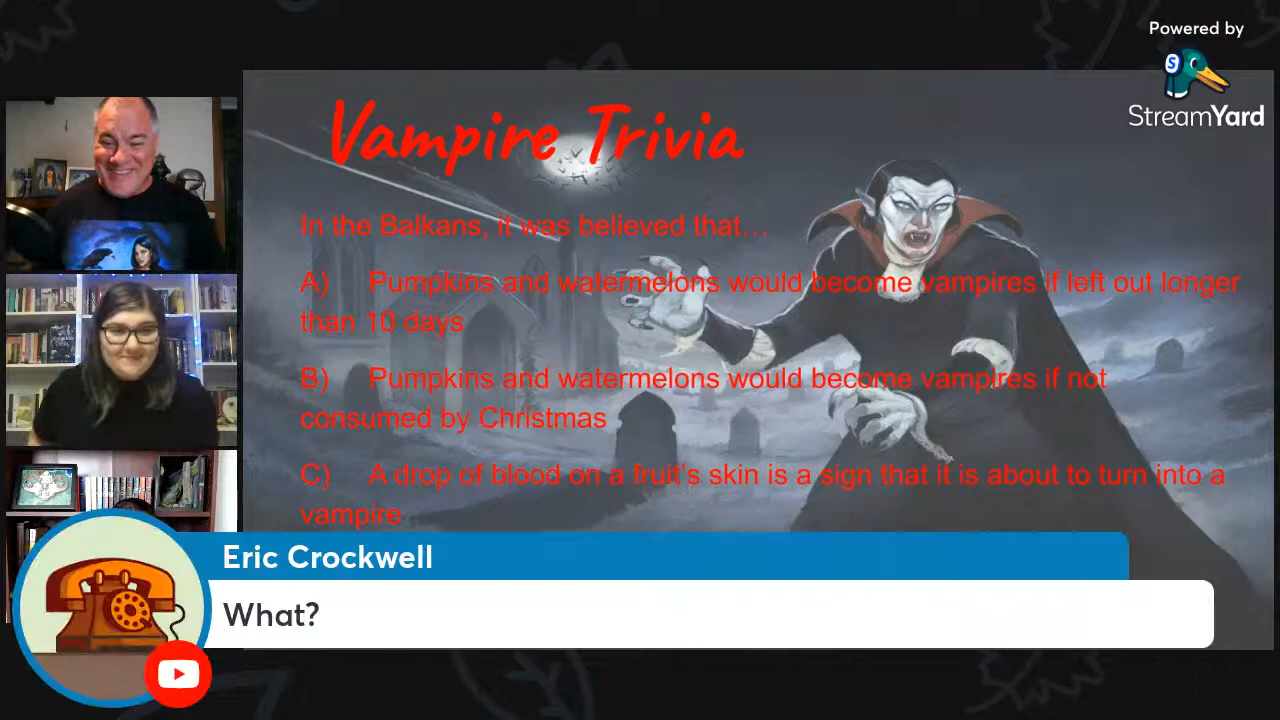 Powered by
StreamYard
Vampire Trivia
In the Balkans, it was believed that…
A) Pumpkins and watermelons would become vampires if left out longer
than 10 days
B) Pumpkins and watermelons would become vampires if not
consumed by Christmas
C) A drop of blood on a fruit's skin is a sign that it is about to turn into a
vampire
Eric Crockwell
What?